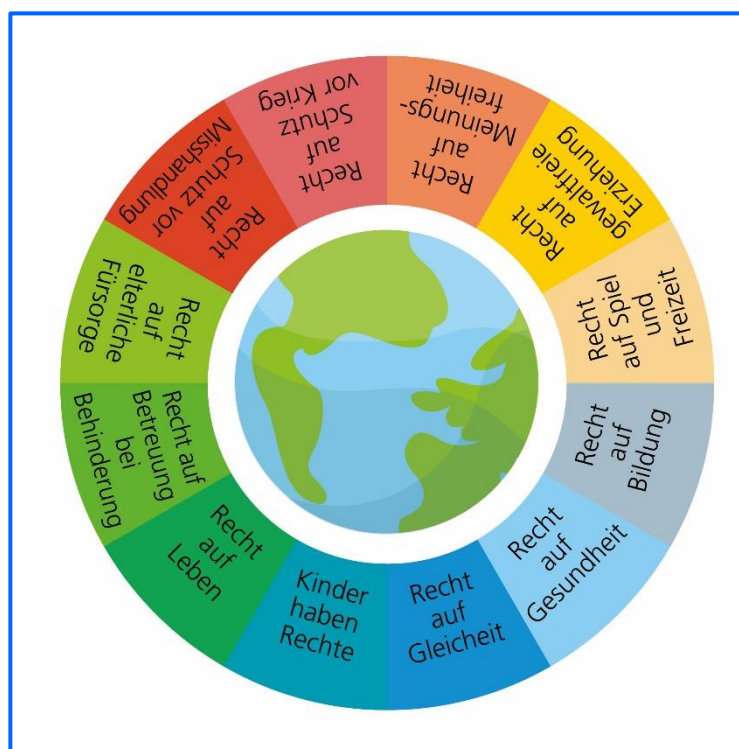 Kinder
haben
Rechte
Recht
auf
Leben
Recht auf
Betreuung
bei
Behinderung
Recht
auf
elterliche
Fürsorge
Recht
auf
Schutz vor
Misshandlung
Recht
auf
Schutz
vor Krieg
Recht
auf
Meinungs-
freiheit
Recht
auf
gewaltfreie
Erziehung
Recht
auf Spiel
und
Freizeit
Recht
auf
Bildung
Recht
auf
Gesundheit
Recht
auf
Gleicheit